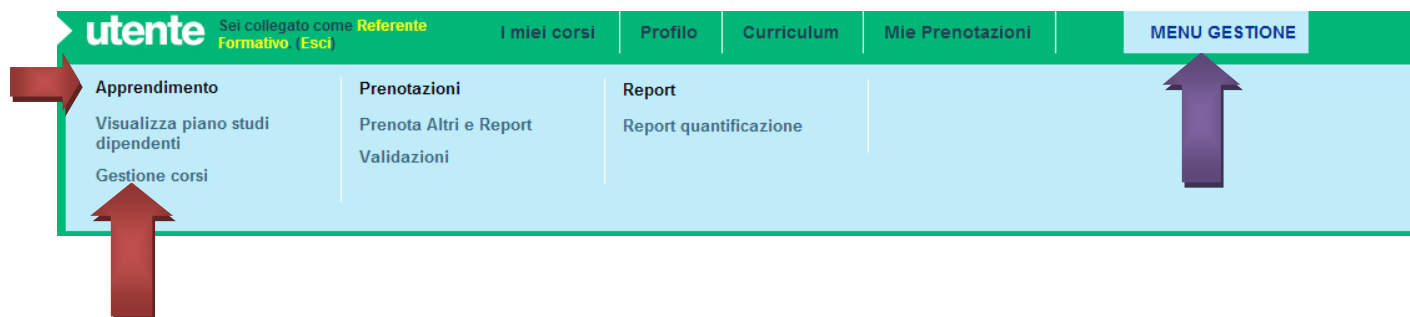 utente
Sei collegato come Referente
Formativo. (Esci)
I miei corsi
Profilo
Curriculum
Mie Prenotazioni
MENU GESTIONE
Apprendimento
Visualizza piano studi
dipendenti
Gestione corsi
Prenotazioni
Prenota Altri e Report
Validazioni
Report
Report quantificazione